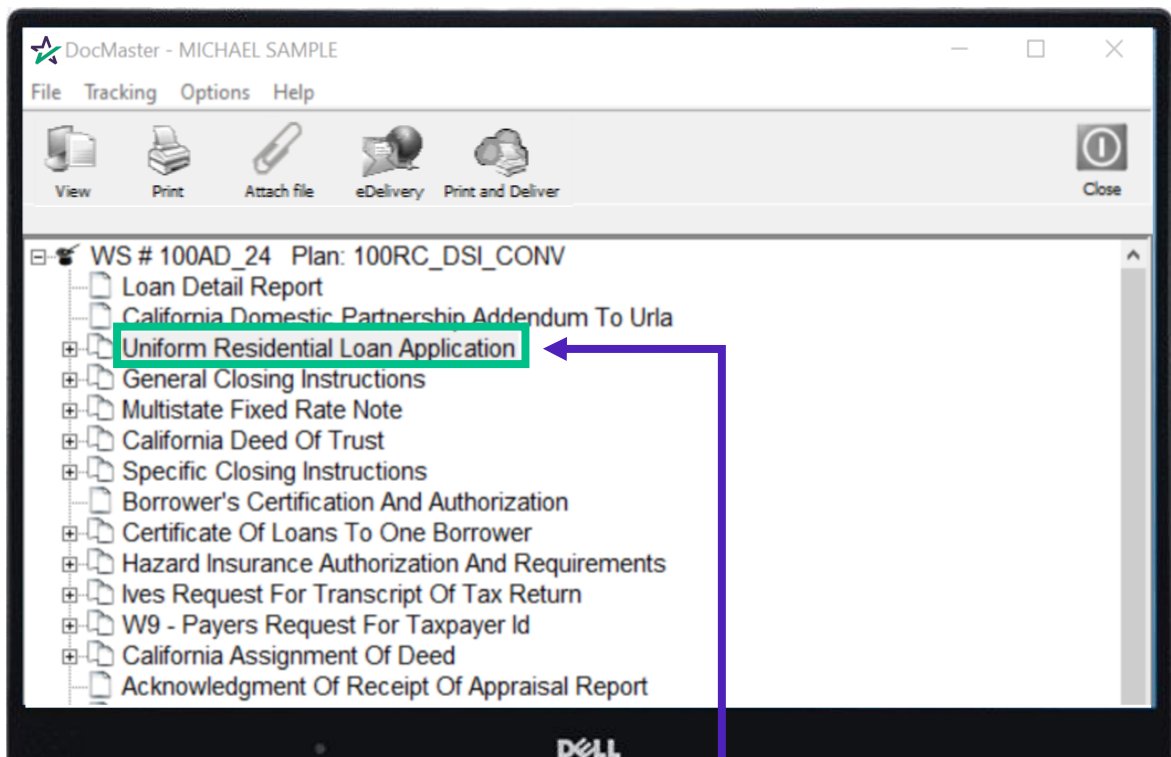 DocMaster - MICHAEL SAMPLE
File Tracking Options Help
View Print Attach file eDelivery Print and Deliver Close
WS # 100AD_24 Plan: 100RC_DSI_CONV
Loan Detail Report
California Domestic Partnership Addendum To Urla
Uniform Residential Loan Application
General Closing Instructions
Multistate Fixed Rate Note
California Deed Of Trust
Specific Closing Instructions
Borrower's Certification And Authorization
Certificate Of Loans To One Borrower
Hazard Insurance Authorization And Requirements
Ives Request For Transcript Of Tax Return
W9 - Payers Request For Taxpayer Id
California Assignment Of Deed
Acknowledgment Of Receipt Of Appraisal Report
DELL